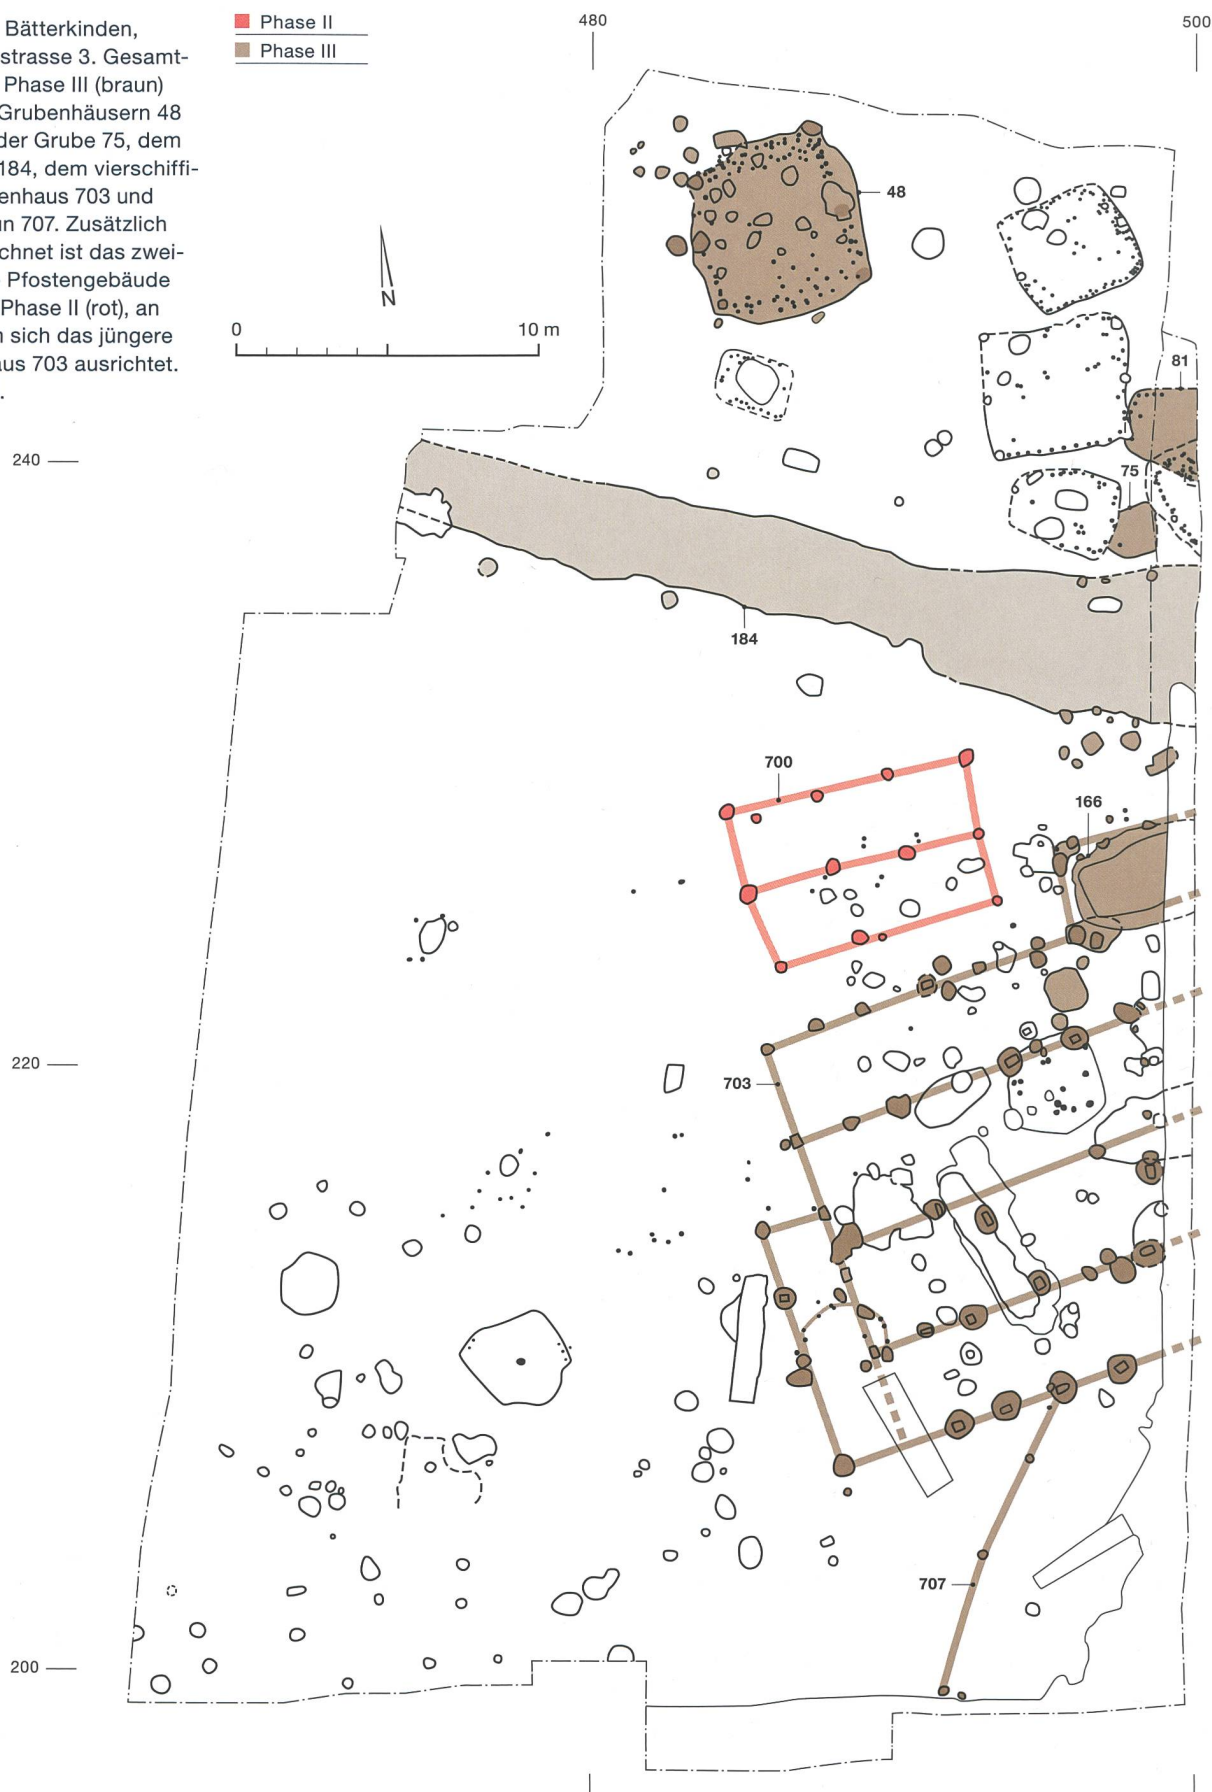 Bätterkinden,
strasse 3. Gesamt-
Phase III (braun)
Grubenhäusern 48
der Grube 75, dem
184, dem vierschiffi-
enhaus 703 und
n 707. Zusätzlich
chnet ist das zwei-
Pfostengebäude
Phase II (rot), an
sich das jüngere
aus 703 ausrichtet.
Phase II
Phase III
480
500
N
0
10 m
48
81
240
75
184
700
166
220
703
707
200